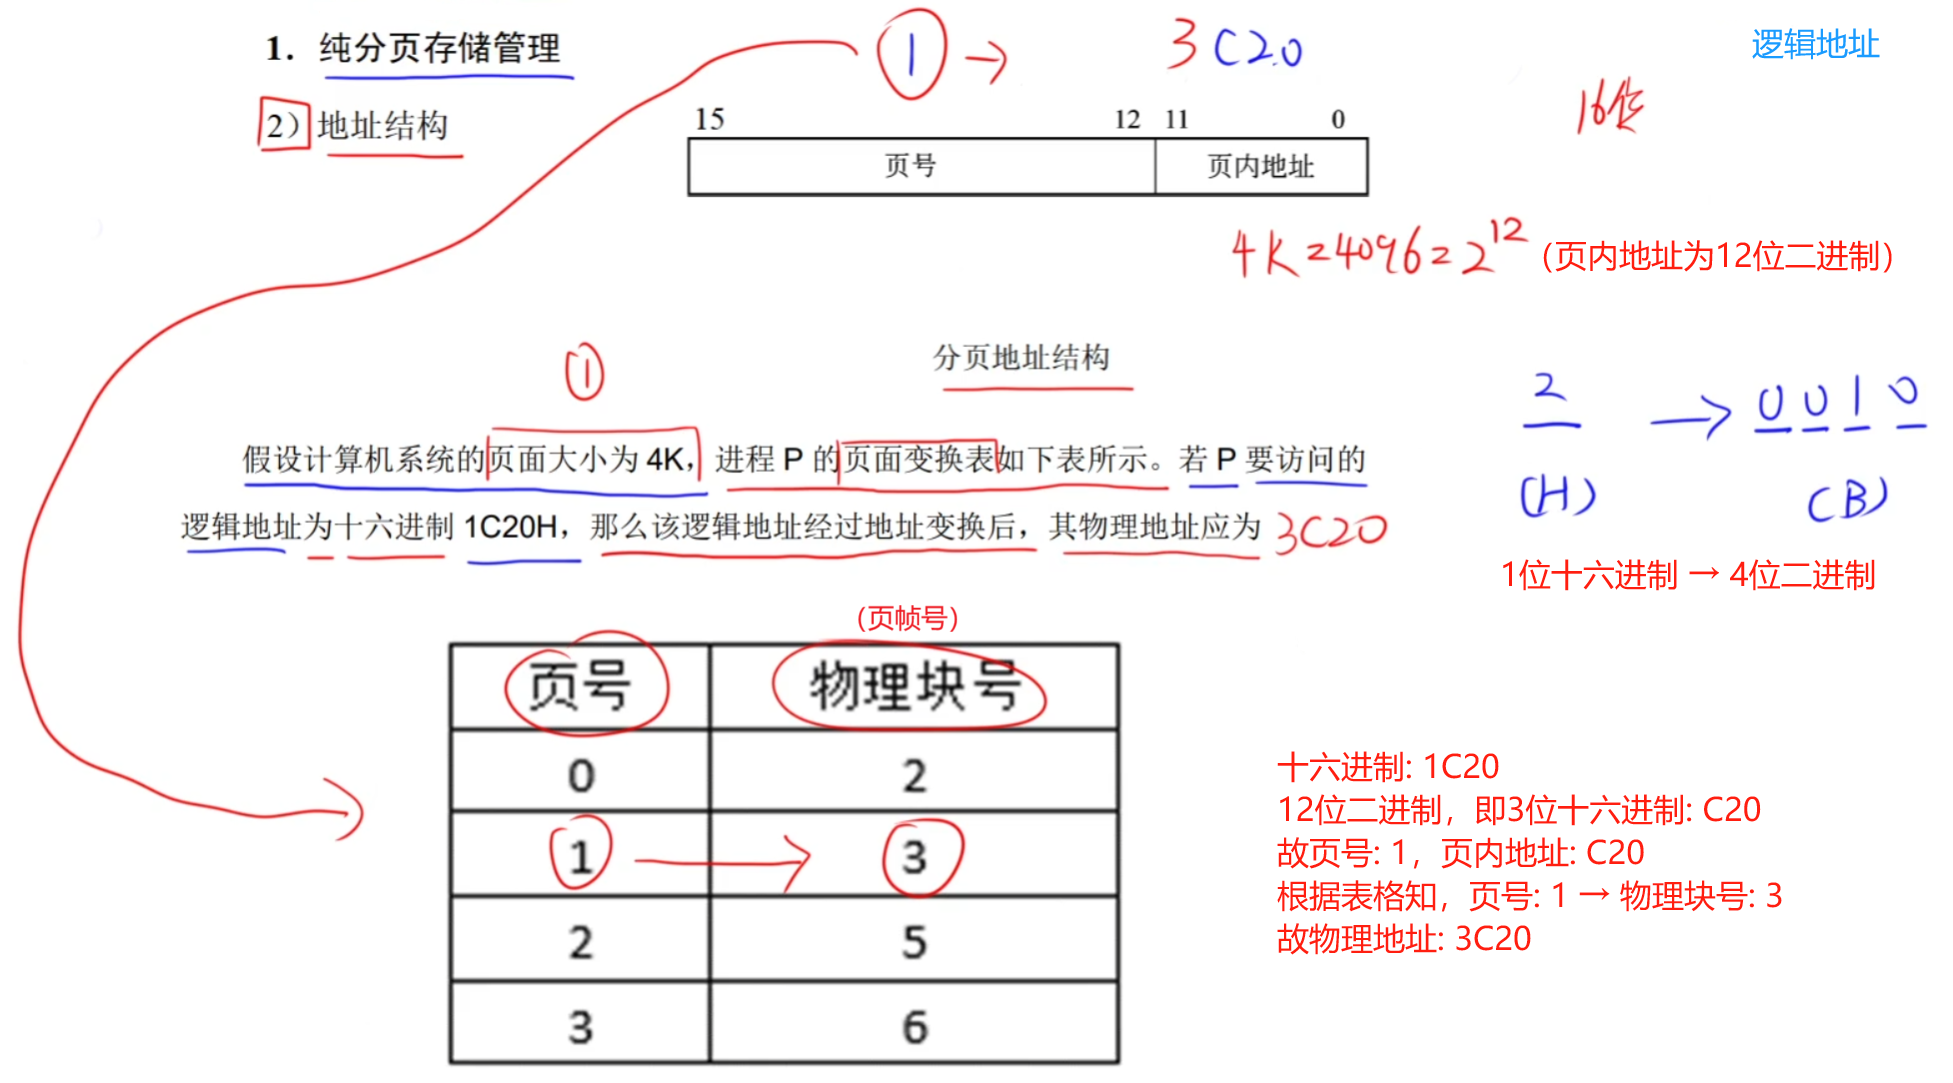 1. 纯分页存储管理
① → 3C20
逻辑地址
2) 地址结构
15 12 11 0
16位
页号 页内地址
4K=4096=2^12 (页内地址为12位二进制)
分页地址结构
①
2 → 0010
(H) (B)
1位十六进制 → 4位二进制
假设计算机系统的页面大小为 4K，进程 P 的页面变换表如下表所示。若 P 要访问的
逻辑地址为十六进制 1C20H，那么该逻辑地址经过地址变换后，其物理地址应为 3C20
(页帧号)
页号 物理块号
0 2
1 → 3
2 5
3 6
十六进制: 1C20
12位二进制，即3位十六进制: C20
故页号: 1，页内地址: C20
根据表格知，页号: 1 → 物理块号: 3
故物理地址: 3C20